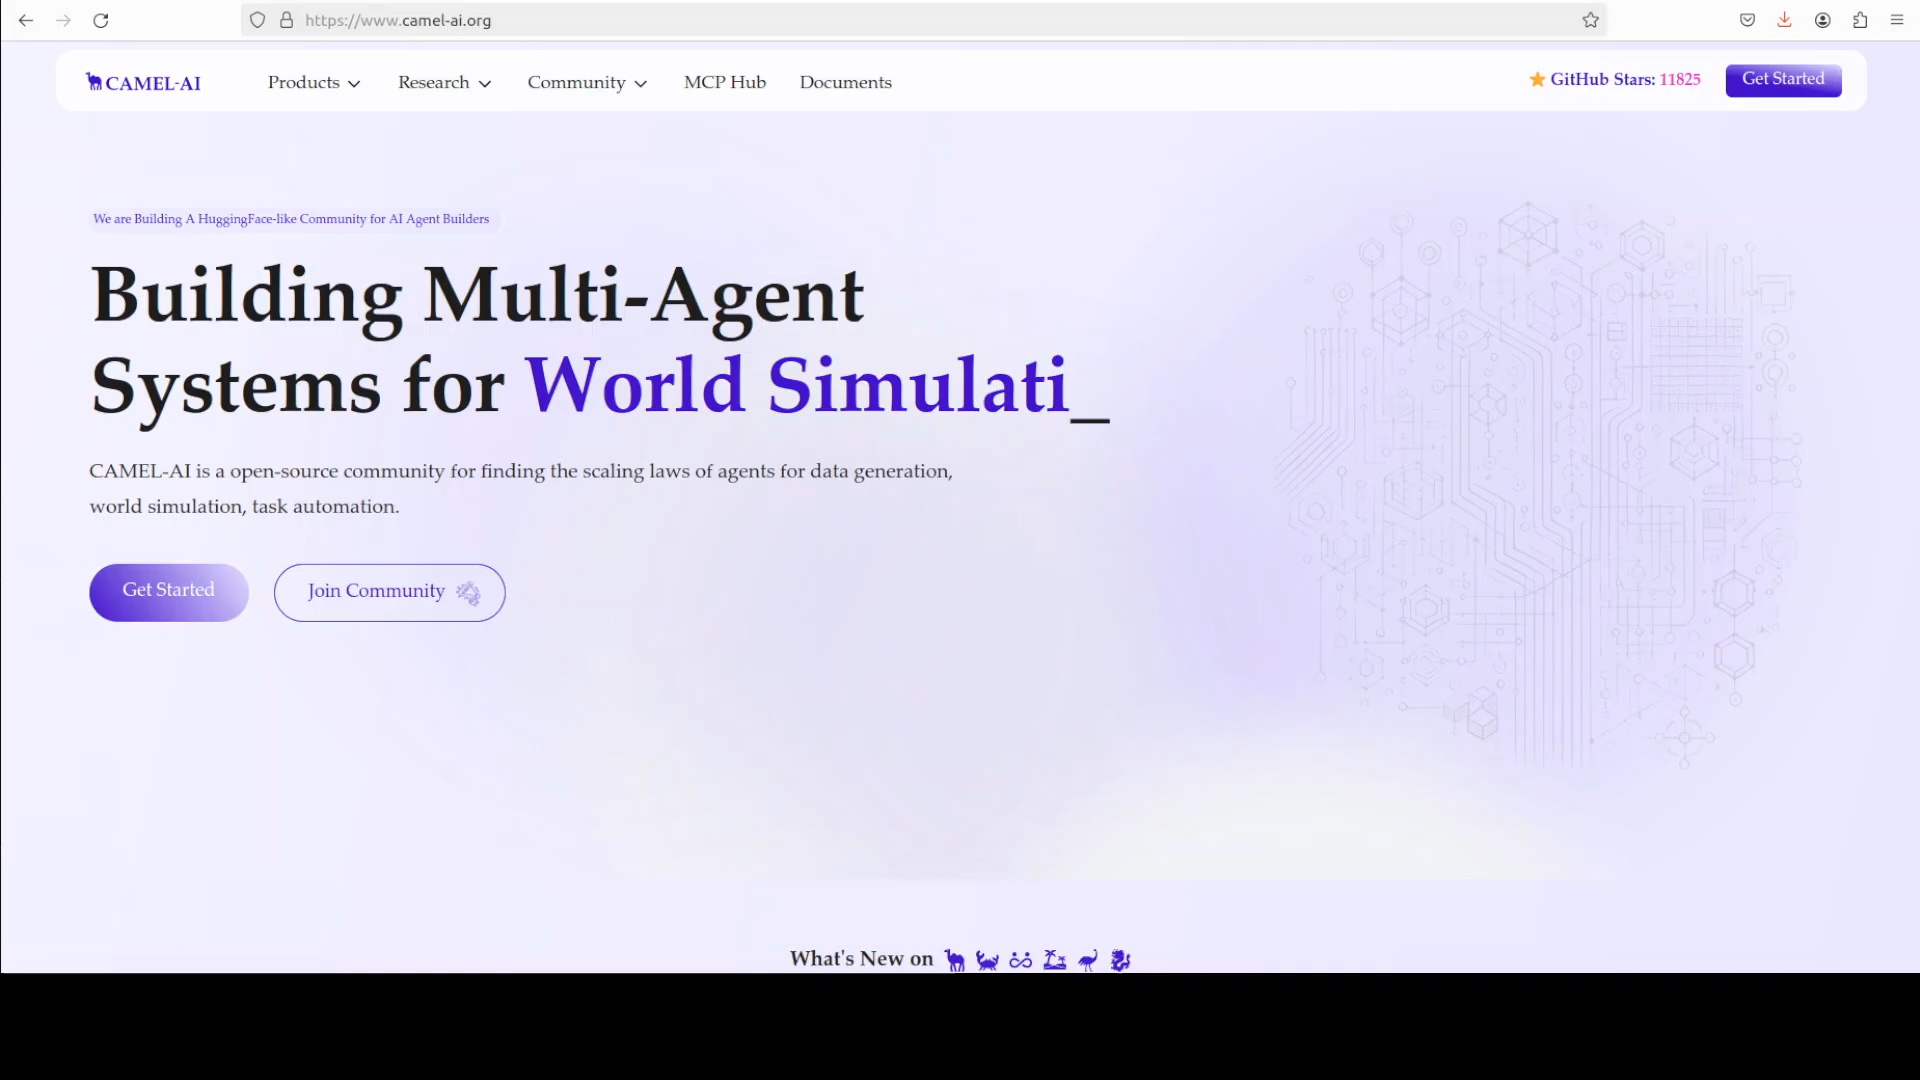 https://www.camel-ai.org
CAMEL-AI
Products
Research
Community
MCP Hub
Documents
GitHub Stars: 11825
Get Started
We are Building A HuggingFace-like Community for AI Agent Builders
Building Multi-Agent
Systems for World Simulati_
CAMEL-AI is a open-source community for finding the scaling laws of agents for data generation,
world simulation, task automation.
Get Started
Join Community
What's New on